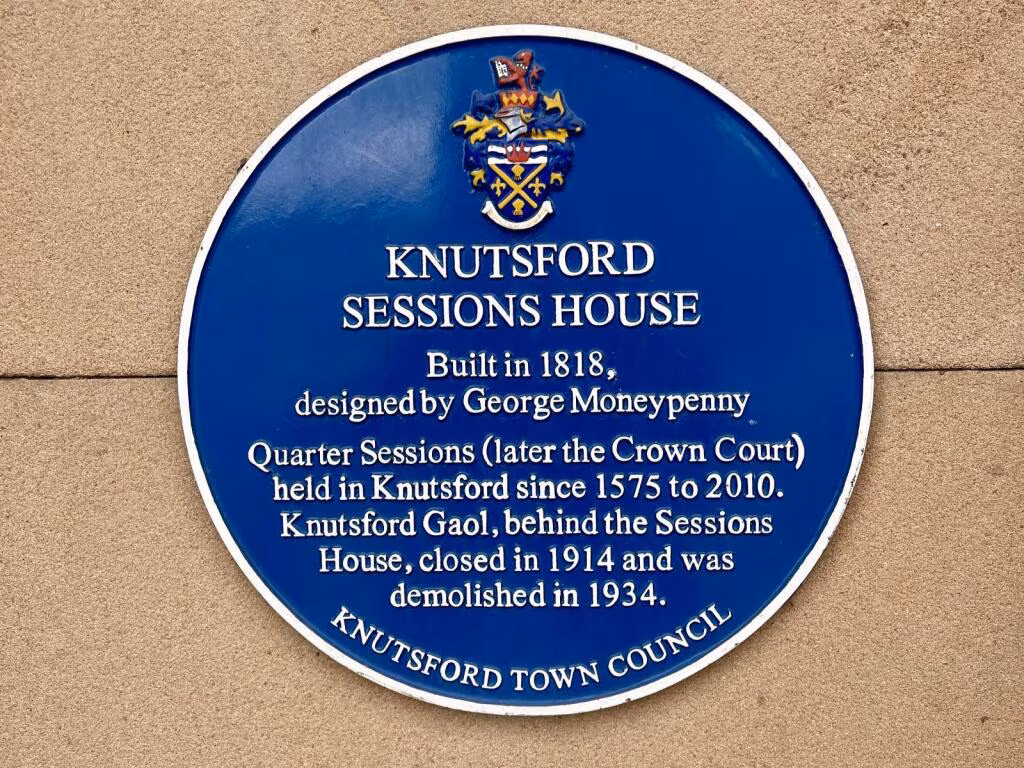 KNUTSFORD
SESSIONS HOUSE
Built in 1818,
designed by George Moneypenny
Quarter Sessions (later the Crown Court)
held in Knutsford since 1575 to 2010.
Knutsford Gaol, behind the Sessions
House, closed in 1914 and was
demolished in 1934.
KNUTSFORD TOWN COUNCIL